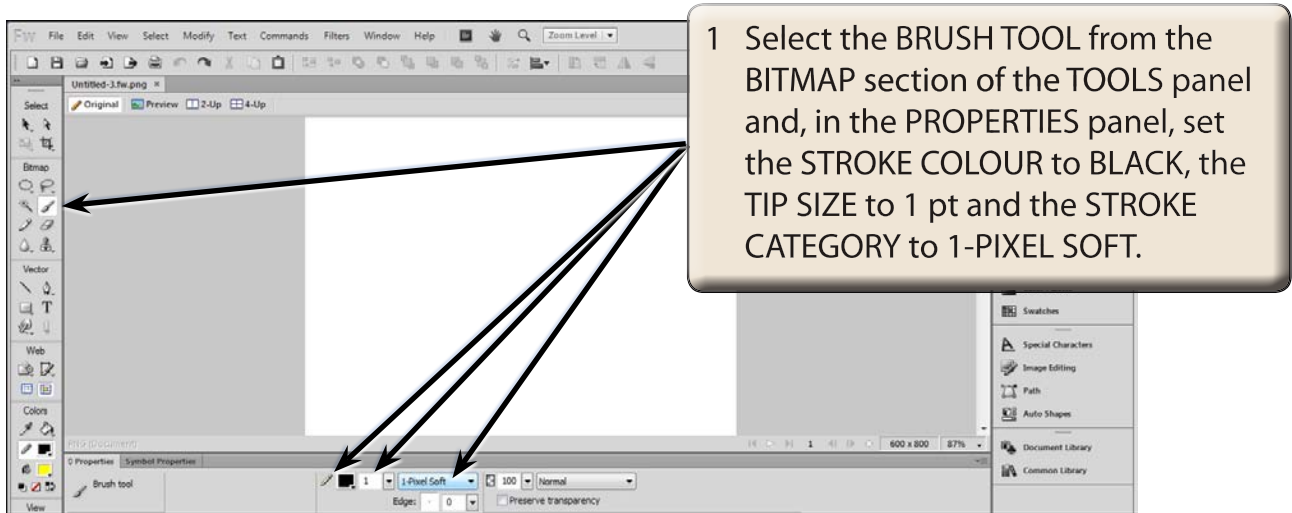 Fw File Edit View Select Modify Text Commands Filters Window Help Zoom Level
1 Select the BRUSH TOOL from the
BITMAP section of the TOOLS panel
and, in the PROPERTIES panel, set
the STROKE COLOUR to BLACK, the
TIP SIZE to 1 pt and the STROKE
CATEGORY to 1-PIXEL SOFT.
Untitled-3.fw.png ×
Original Preview 2-Up 4-Up
Select
Bitmap
Vector
T
Web
Colors
View
Swatches
Special Characters
Image Editing
Path
Auto Shapes
Document Library
Common Library
PNG (Document)
1 600 x 800 87%
Properties Symbol Properties
Brush tool
1 1-Pixel Soft 100 Normal
Edge: 0 Preserve transparency